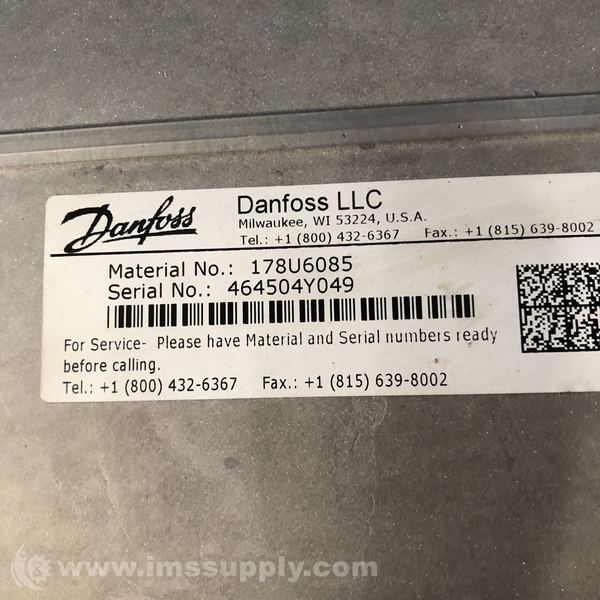 Danfoss
Danfoss LLC
Milwaukee, WI 53224, U.S.A.
Tel.: +1 (800) 432-6367 Fax.: +1 (815) 639-8002
Material No.: 178U6085
Serial No.: 464504Y049
For Service- Please have Material and Serial numbers ready
before calling.
Tel.: +1 (800) 432-6367 Fax.: +1 (815) 639-8002
www.imssupply.com/